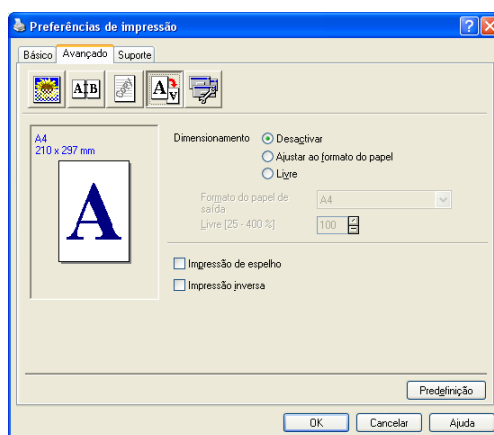 Preferências de impressão
Básico Avançado Suporte
A B
A A
A4
210 x 297 mm
A
Dimensionamento Desactivar
Ajustar ao formato do papel
Livre
Formato do papel de saída A4
Livre [25 - 400 %] 100
Impressão de espelho
Impressão inversa
Predefinição
OK Cancelar Ajuda